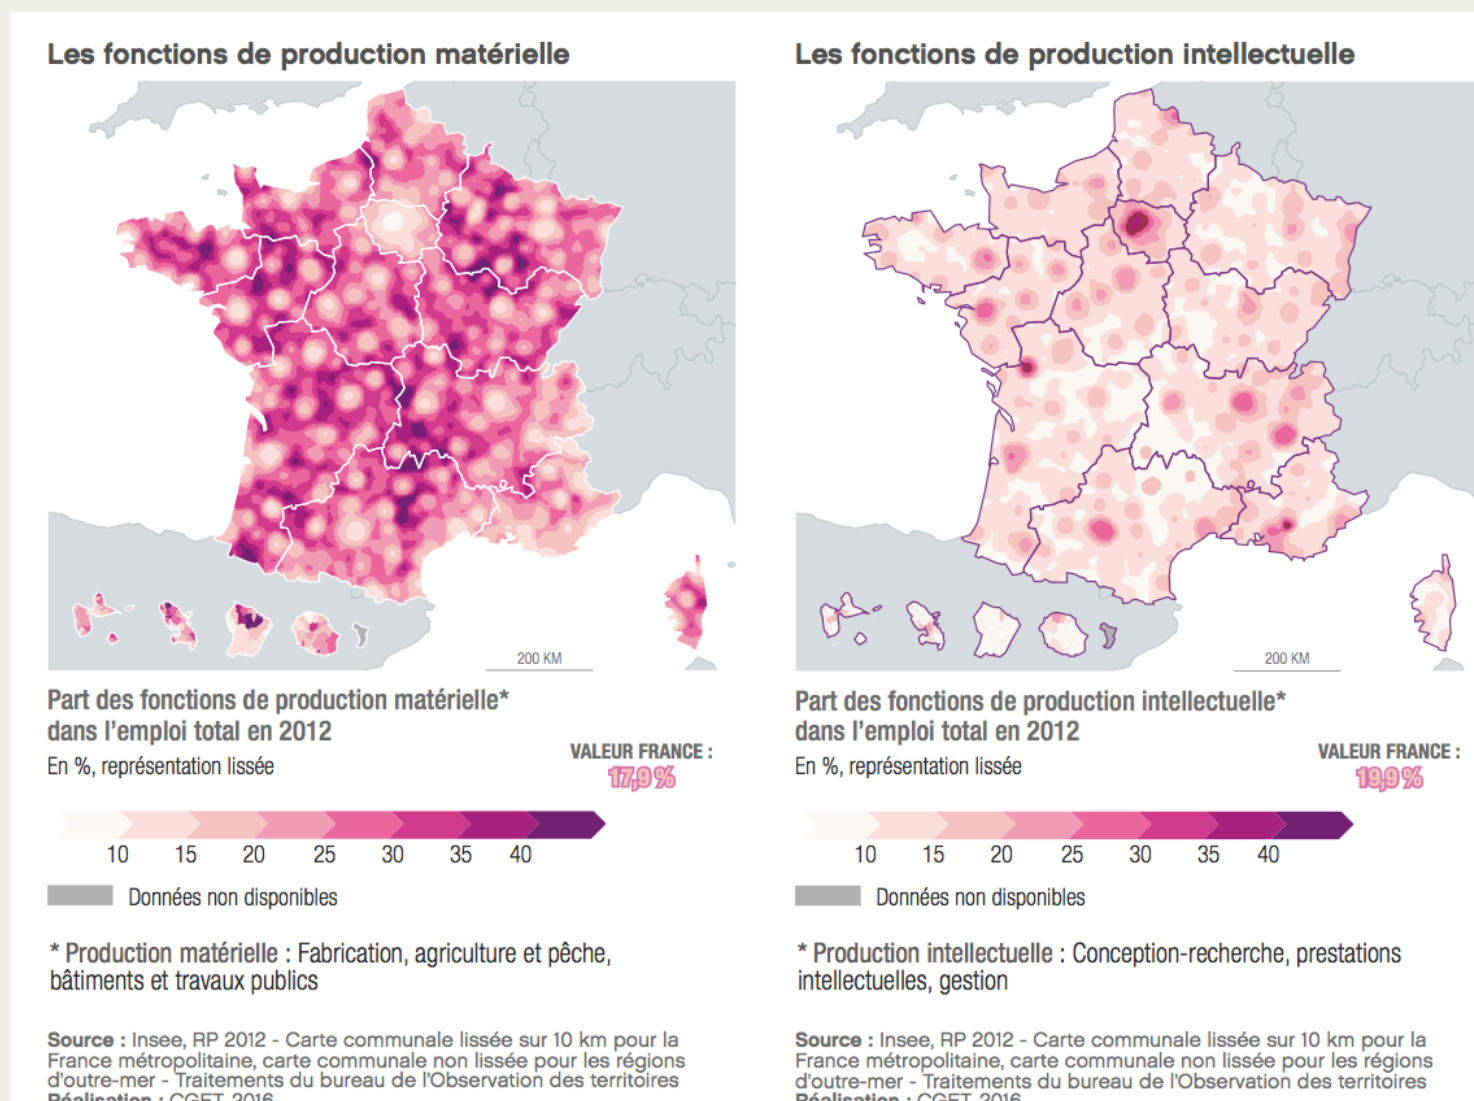 Les fonctions de production matérielle
200 KM
Part des fonctions de production matérielle*
dans l'emploi total en 2012
En %, représentation lissée
VALEUR FRANCE :
17,9%
10 15 20 25 30 35 40
Données non disponibles
* Production matérielle : Fabrication, agriculture et pêche,
bâtiments et travaux publics
Source : Insee, RP 2012 - Carte communale lissée sur 10 km pour la
France métropolitaine, carte communale non lissée pour les régions
d'outre-mer - Traitements du bureau de l'Observation des territoires
Réalisation : CGET, 2016
Les fonctions de production intellectuelle
200 KM
Part des fonctions de production intellectuelle*
dans l'emploi total en 2012
En %, représentation lissée
VALEUR FRANCE :
19,9%
10 15 20 25 30 35 40
Données non disponibles
* Production intellectuelle : Conception-recherche, prestations
intellectuelles, gestion
Source : Insee, RP 2012 - Carte communale lissée sur 10 km pour la
France métropolitaine, carte communale non lissée pour les régions
d'outre-mer - Traitements du bureau de l'Observation des territoires
Réalisation : CGET, 2016